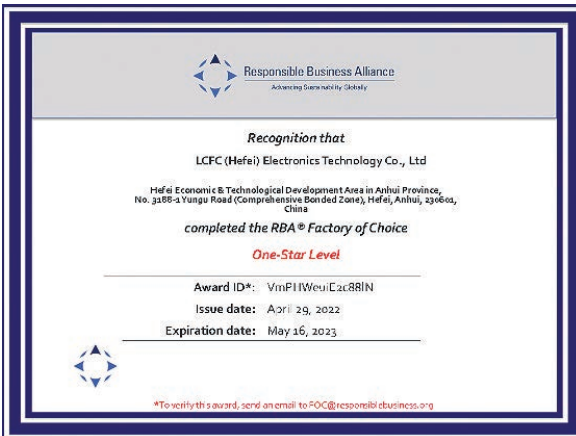 Responsible Business Alliance
Advancing Sustainability Globally
Recognition that
LCFC (Hefei) Electronics Technology Co., Ltd
Hefei Economic & Technological Development Area in Anhui Province,
No. 3188-1 Yungu Road (Comprehensive Bonded Zone), Hefei, Anhui, 230601,
China
completed the RBA® Factory of Choice
One-Star Level
Award ID*:
Issue date: April 29, 2022
Expiration date: May 16, 2023
*To verify this award, send an email to FOC@responsiblebusiness.org